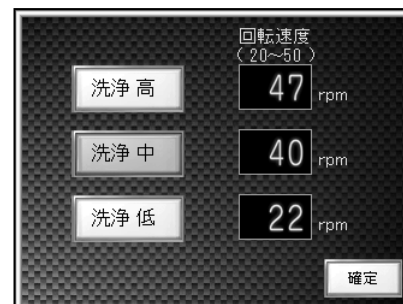 回転速度
(20～50)
洗浄 高 47 rpm
洗浄 中 40 rpm
洗浄 低 22 rpm
確定